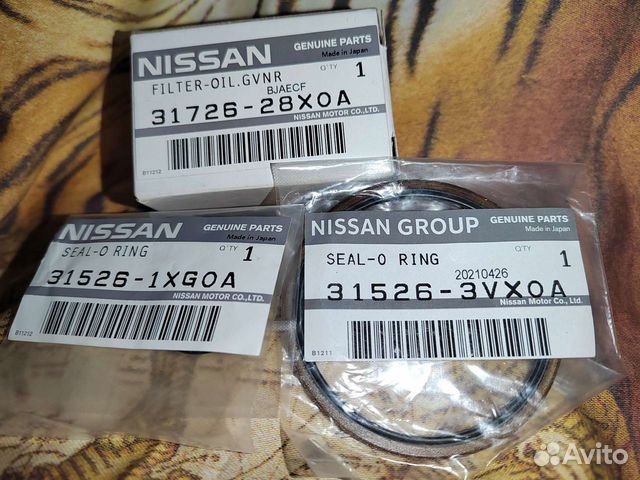 NISSAN
GENUINE PARTS
Made in Japan
FILTER-OIL.GVNR
Q'TY 1
BJAECF
31726-28X0A
NISSAN MOTOR CO.,LTD.
B11212
NISSAN
GENUINE PARTS
Made in Japan
SEAL-O RING
Q'TY 1
31526-1XG0A
NISSAN MOTOR CO.,LTD.
B11212
NISSAN GROUP
GENUINE PARTS
Made in Japan
SEAL-O RING
Q'TY 1
20210426
31526-3VX0A
Nissan Motor Co., Ltd.
B1211
Avito